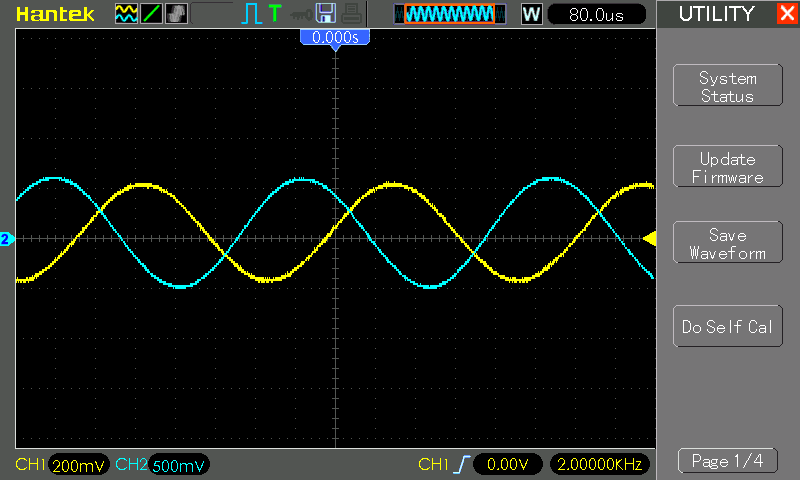 Hantek
T
W
80.0us
UTILITY
0.000s
System
Status
Update
Firmware
2
Save
Waveform
Do Self Cal
CH1 200mV CH2 500mV CH1 0.00V 2.00000KHz
Page 1/4